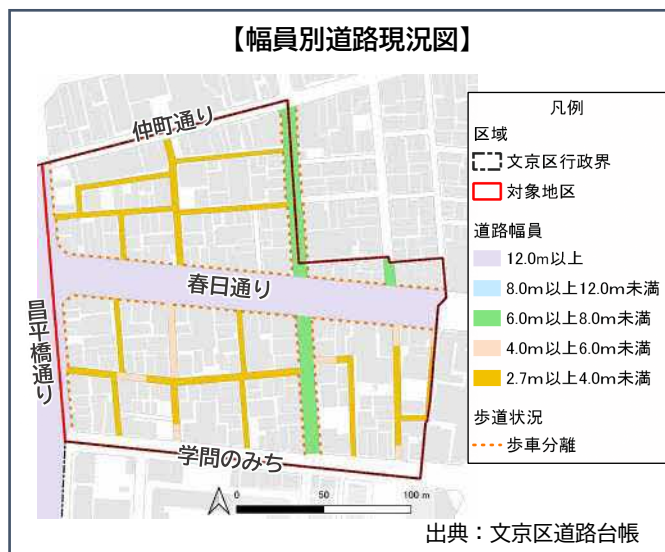 【幅員別道路現況図】
仲町通り
春日通り
昌平橋通り
学問のみち
0 50 100 m
凡例
区域
文京区行政界
対象地区
道路幅員
12.0m以上
8.0m以上12.0m未満
6.0m以上8.0m未満
4.0m以上6.0m未満
2.7m以上4.0m未満
歩道状況
歩車分離
出典：文京区道路台帳